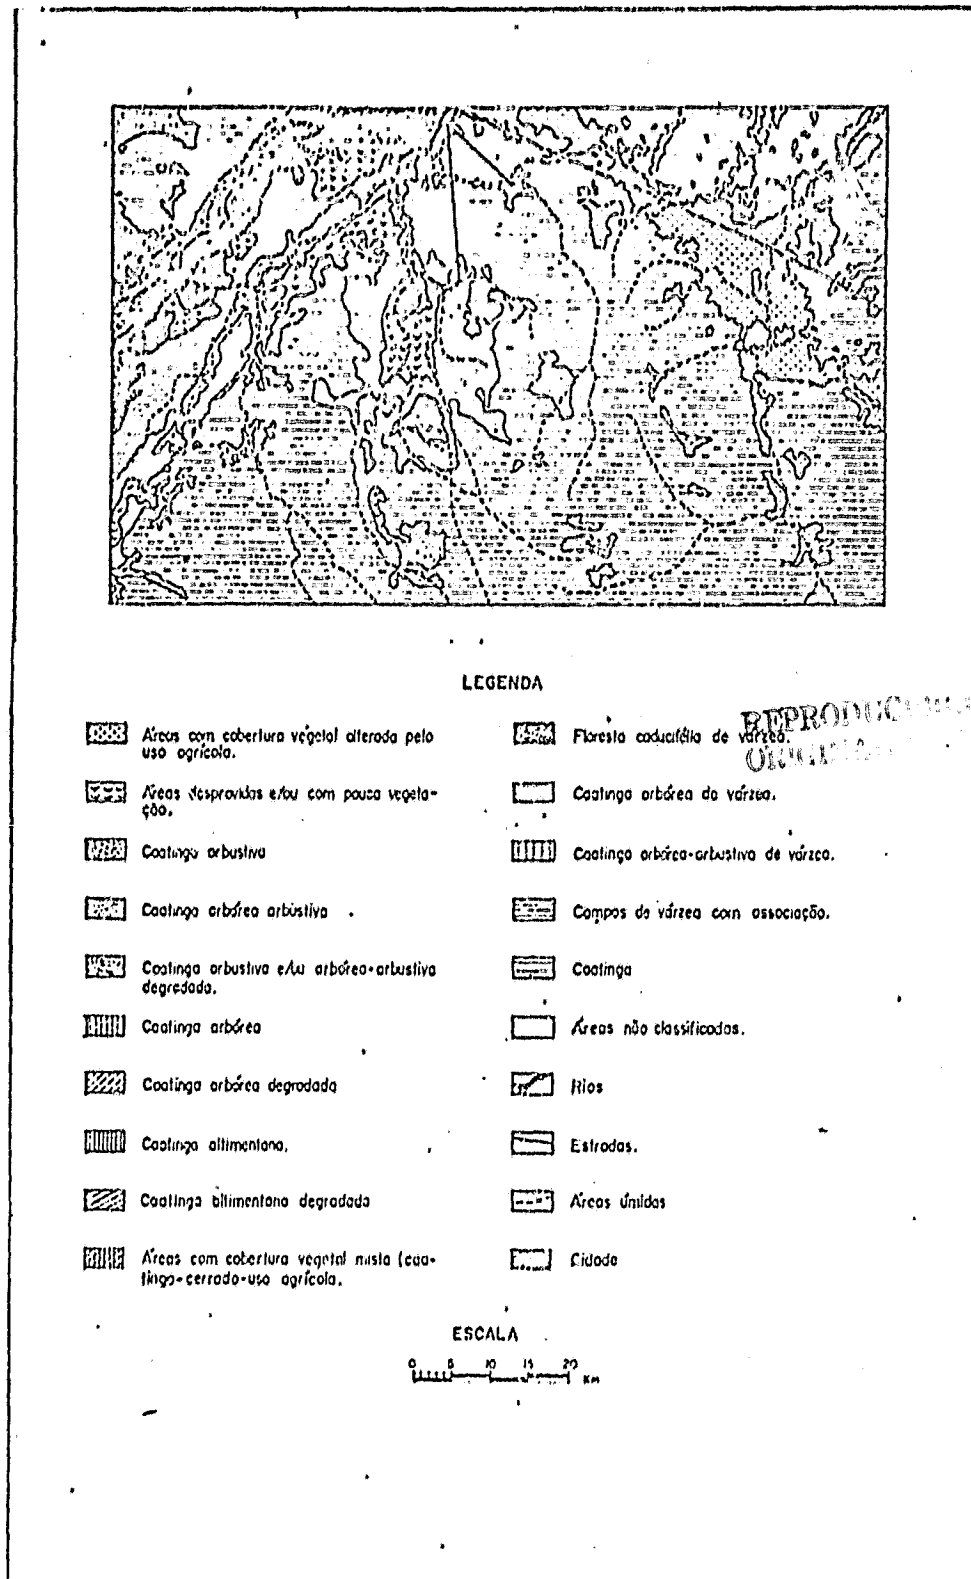 LEGENDA
Áreas com cobertura vegetal alterada pelo
uso agrícola.
Áreas desprovidas e/ou com pouca vegeta-
ção.
Caatinga arbustiva
Caatinga arbórea arbustiva
Caatinga arbustiva e/ou arbórea-arbustiva
degradada.
Caatinga arbórea
Caatinga arbórea degradada
Caatinga altimentana.
Caatinga altimentana degradada
Áreas com cobertura vegetal mista (caa-
tinga-cerrado-uso agrícola.
Floresta caducifólia de várzea.
Caatinga arbórea da várzea.
Caatinga arbórea-arbustiva de várzea.
Campos da várzea com associação.
Caatinga
Áreas não classificadas.
Rios
Estradas.
Áreas úmidas
Cidade
ESCALA
0 5 10 15 20
Km